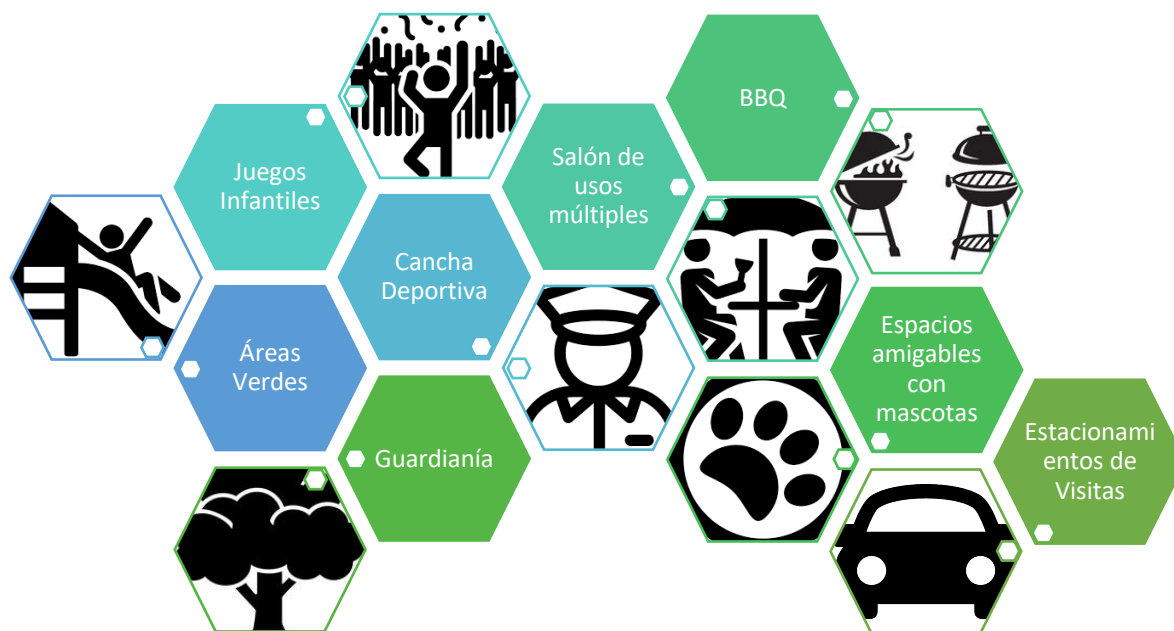 BBQ
Juegos
Infantiles
Salón de
usos
múltiples
Cancha
Deportiva
Áreas
Verdes
Espacios
amigables
con
mascotas
Guardianía
Estacionami
entos de
Visitas